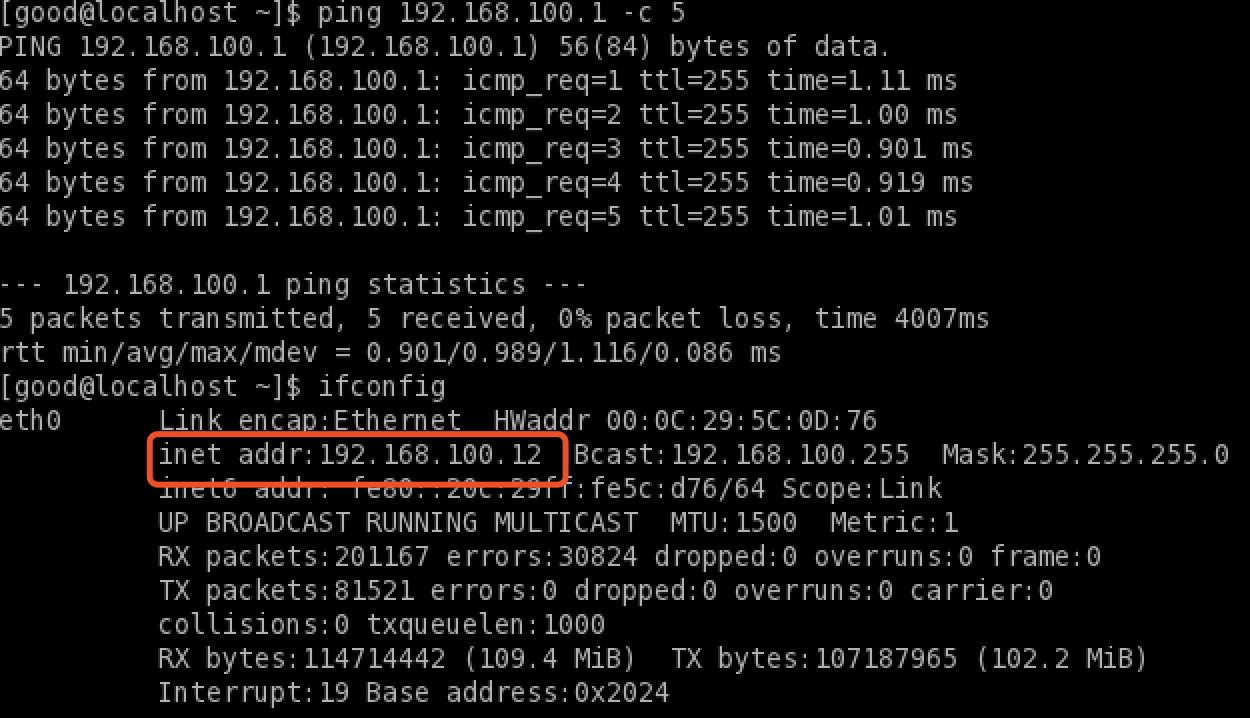 [good@localhost ~]$ ping 192.168.100.1 -c 5
PING 192.168.100.1 (192.168.100.1) 56(84) bytes of data.
64 bytes from 192.168.100.1: icmp_req=1 ttl=255 time=1.11 ms
64 bytes from 192.168.100.1: icmp_req=2 ttl=255 time=1.00 ms
64 bytes from 192.168.100.1: icmp_req=3 ttl=255 time=0.901 ms
64 bytes from 192.168.100.1: icmp_req=4 ttl=255 time=0.919 ms
64 bytes from 192.168.100.1: icmp_req=5 ttl=255 time=1.01 ms
--- 192.168.100.1 ping statistics ---
5 packets transmitted, 5 received, 0% packet loss, time 4007ms
rtt min/avg/max/mdev = 0.901/0.989/1.116/0.086 ms
[good@localhost ~]$ ifconfig
eth0      Link encap:Ethernet  HWaddr 00:0C:29:5C:0D:76
inet addr:192.168.100.12  Bcast:192.168.100.255  Mask:255.255.255.0
inet6 addr: fe80::20c:29ff:fe5c:d76/64 Scope:Link
UP BROADCAST RUNNING MULTICAST  MTU:1500  Metric:1
RX packets:201167 errors:30824 dropped:0 overruns:0 frame:0
TX packets:81521 errors:0 dropped:0 overruns:0 carrier:0
collisions:0 txqueuelen:1000
RX bytes:114714442 (109.4 MiB)  TX bytes:107187965 (102.2 MiB)
Interrupt:19 Base address:0x2024